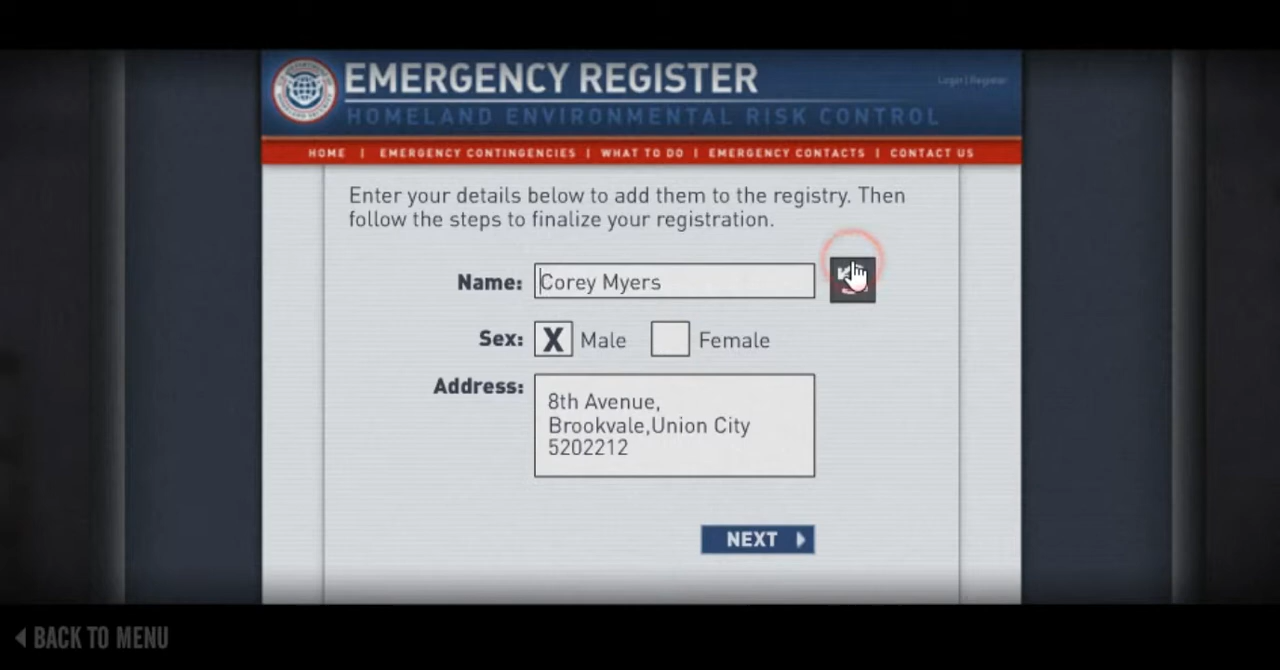 EMERGENCY REGISTER
Login | Register
HOMELAND ENVIRONMENTAL RISK CONTROL
HOME | EMERGENCY CONTINGENCIES | WHAT TO DO | EMERGENCY CONTACTS | CONTACT US
Enter your details below to add them to the registry. Then
follow the steps to finalize your registration.
Name: Corey Myers
Sex: X Male Female
Address: 8th Avenue,
Brookvale,Union City
5202212
NEXT
BACK TO MENU